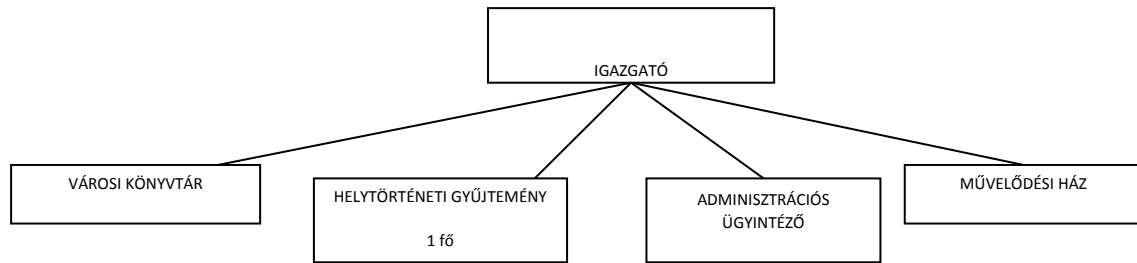 IGAZGATÓ
VÁROSI KÖNYVTÁR
HELYTÖRTÉNETI GYŰJTEMÉNY
1 fő
ADMINISZTRÁCIÓS
ÜGYINTÉZŐ
MŰVELŐDÉSI HÁZ